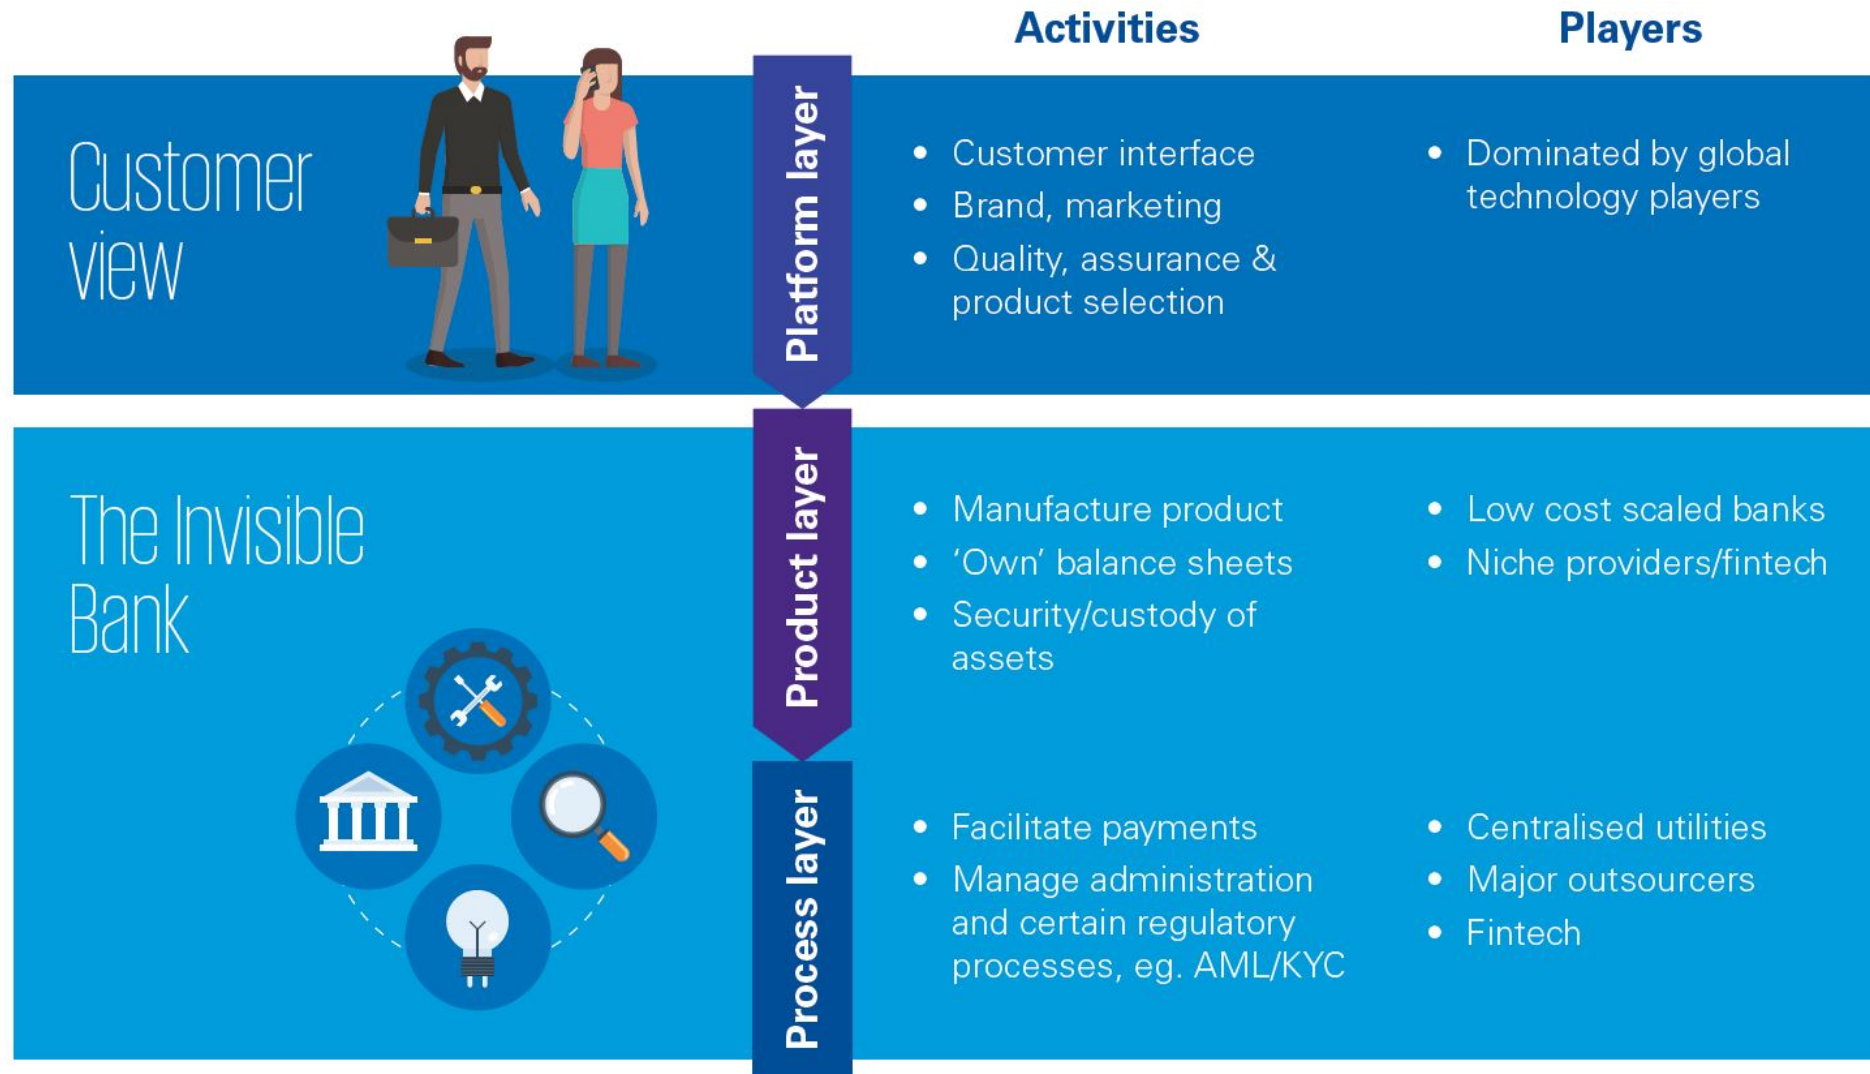 Activities
Players
Customer
view
Platform layer
• Customer interface
• Brand, marketing
• Quality, assurance &
product selection
• Dominated by global
technology players
The Invisible
Bank
Product layer
• Manufacture product
• ‘Own’ balance sheets
• Security/custody of
assets
• Low cost scaled banks
• Niche providers/fintech
Process layer
• Facilitate payments
• Manage administration
and certain regulatory
processes, eg. AML/KYC
• Centralised utilities
• Major outsourcers
• Fintech